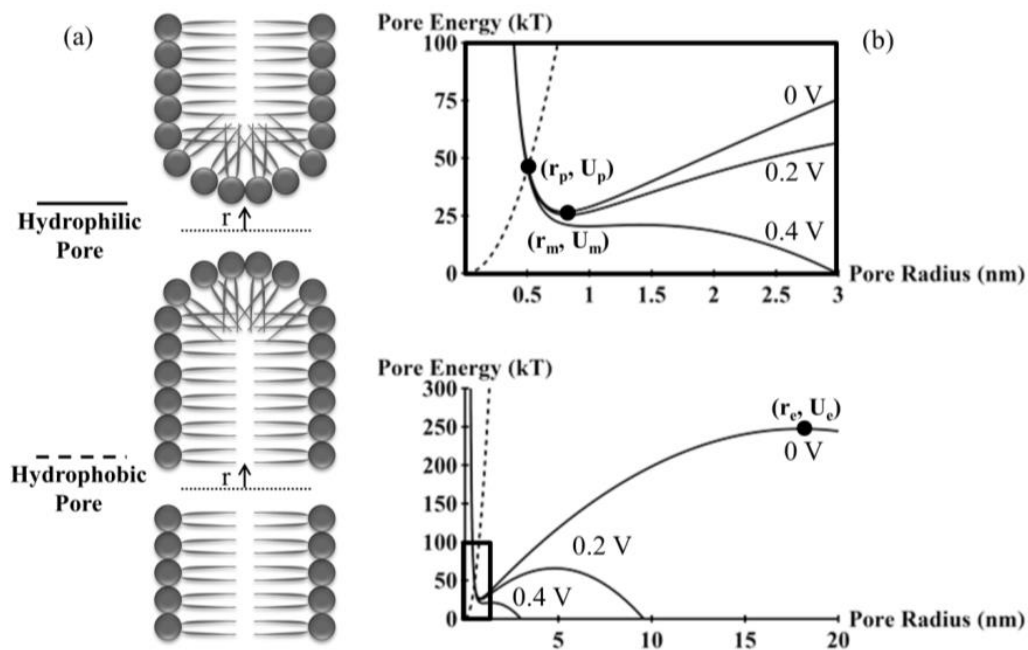 (a)
Hydrophilic
Pore
r
Hydrophobic
Pore
r
Pore Energy (kT)
(b)
100
75
50
25
0
0 V
0.2 V
0.4 V
(rp, Up)
(rm, Um)
0.5 1 1.5 2 2.5 3
Pore Radius (nm)
Pore Energy (kT)
300
250
200
150
100
50
0
(re, Ue)
0 V
0.2 V
0.4 V
5 10 15 20
Pore Radius (nm)